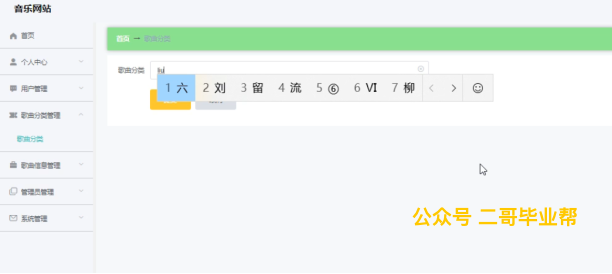 音乐网站
首页
个人中心
用户管理
歌曲分类管理
歌曲分类
歌曲信息管理
管理员管理
系统管理
首页 → 歌曲分类
歌曲分类 liu
1 六 2 刘 3 留 4 流 5 ⑥ 6 Ⅵ 7 柳
公众号 二哥毕业帮